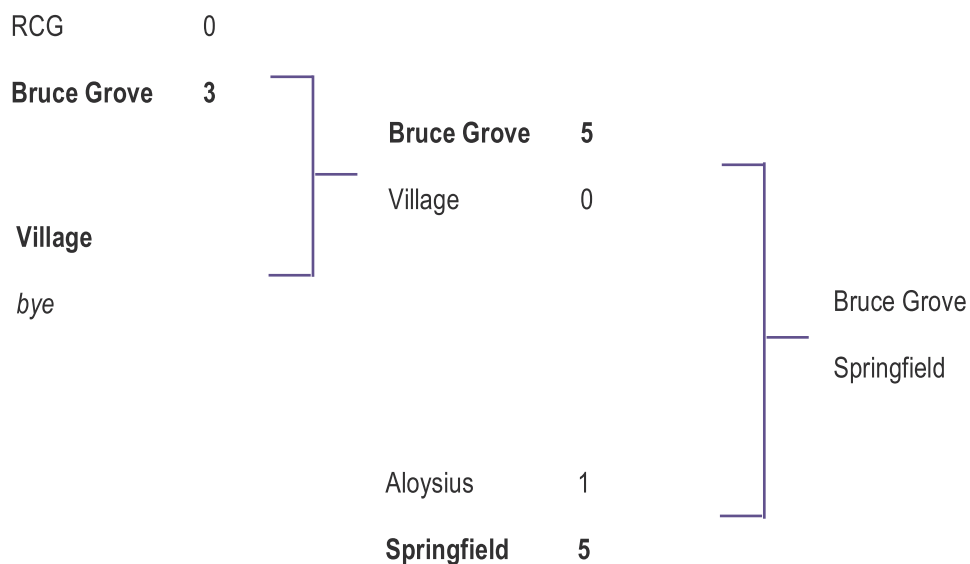 RCG 0
Bruce Grove 3
Village
bye
Bruce Grove 5
Village 0
Aloysius 1
Springfield 5
Bruce Grove
Springfield